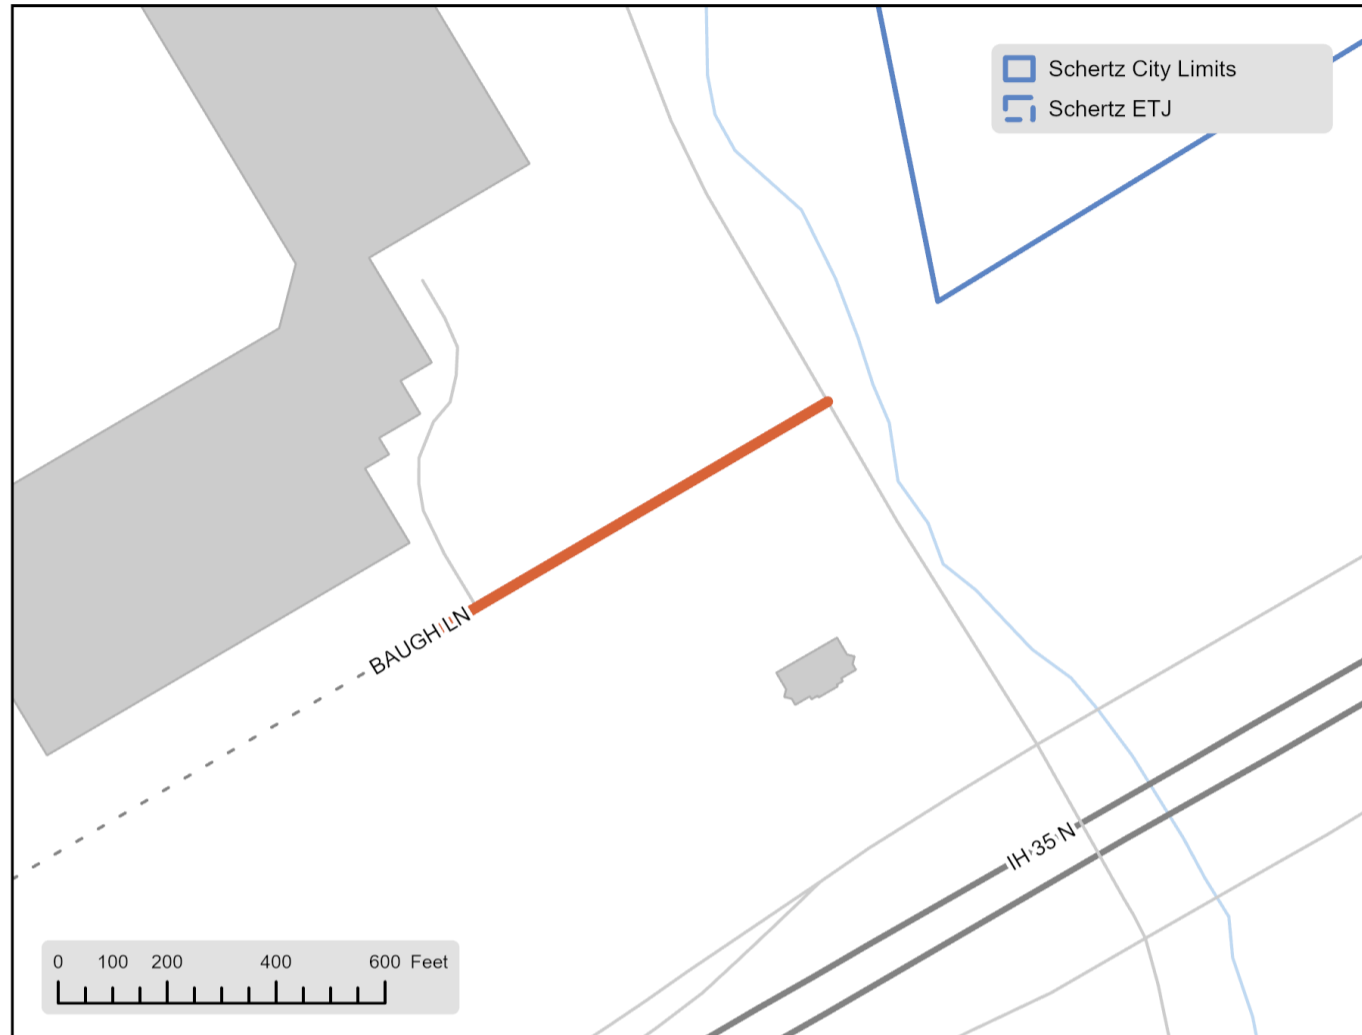 Schertz City Limits
Schertz ETJ
BAUGH LN
IH 35 N
0 100 200 400 600 Feet